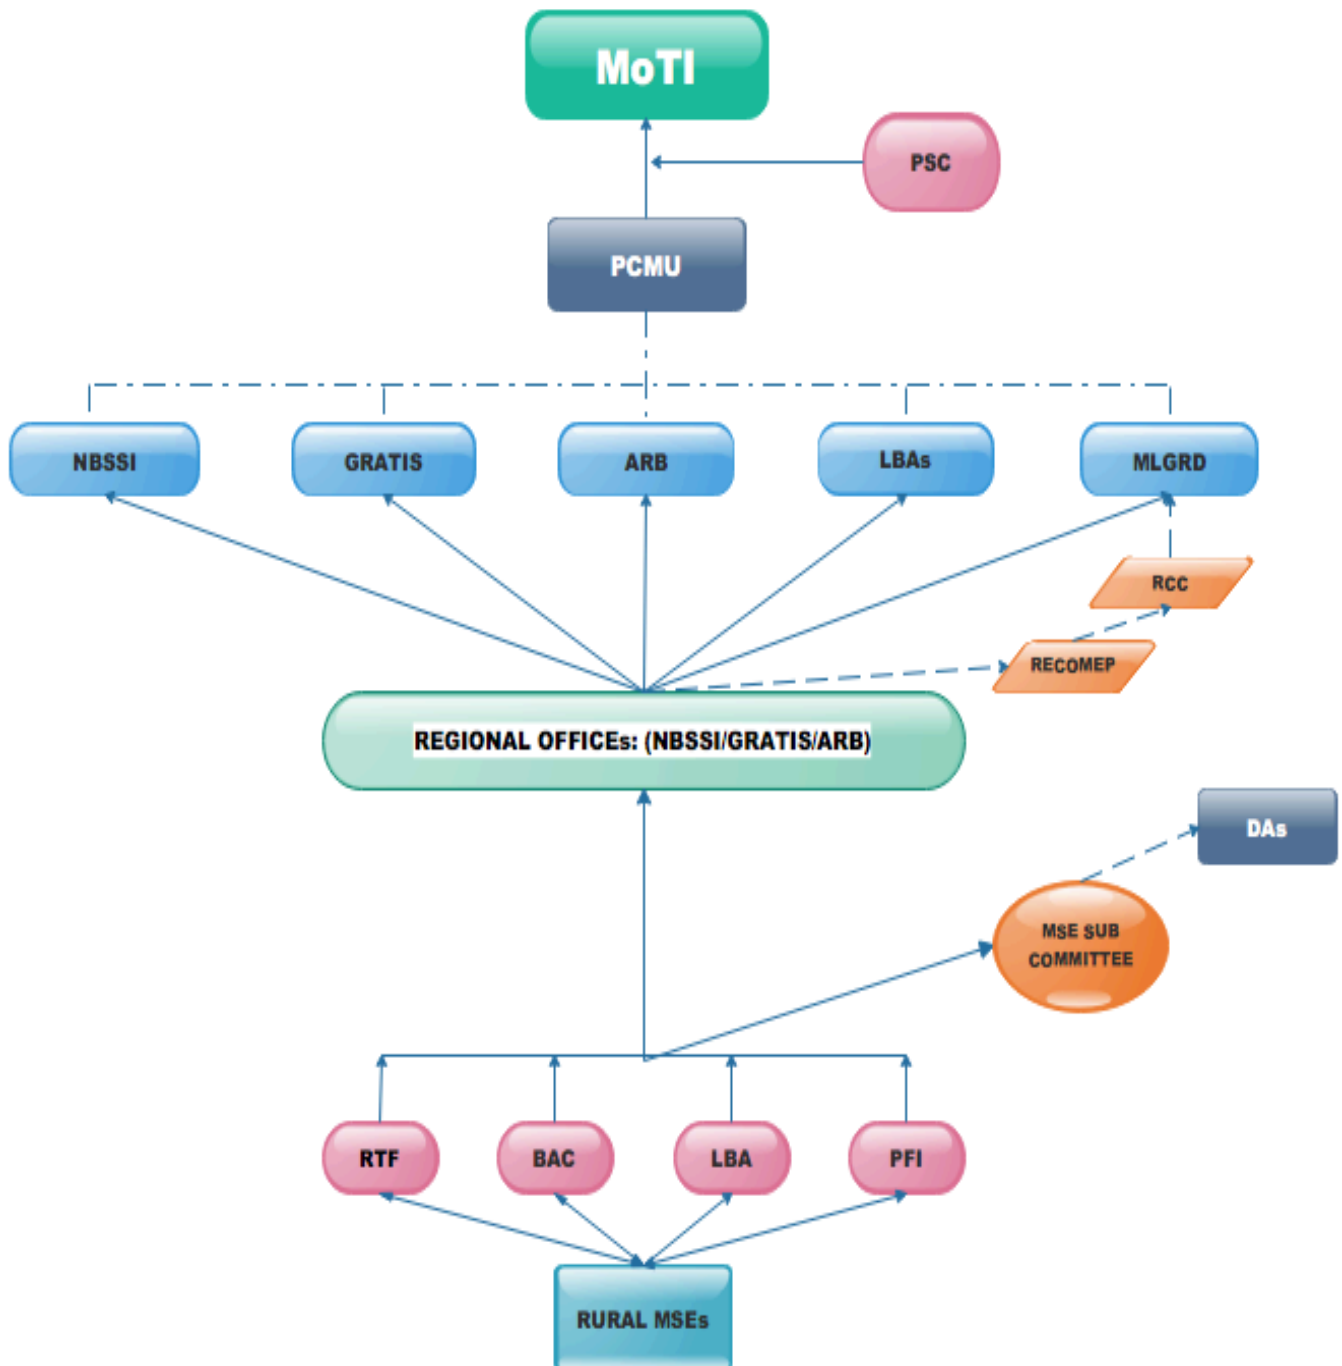 MoTI
PSC
PCMU
NBSSI
GRATIS
ARB
LBAs
MLGRD
RCC
RECOMEP
REGIONAL OFFICEs: (NBSSI/GRATIS/ARB)
DAs
MSE SUB
COMMITTEE
RTF
BAC
LBA
PFI
RURAL MSEs